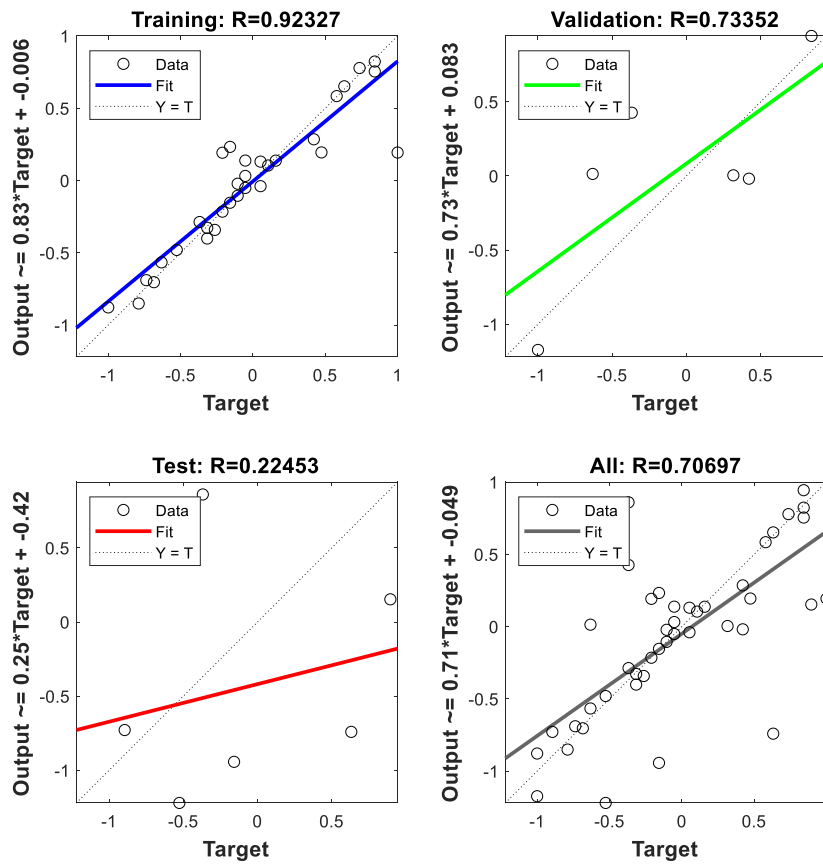 Training: R=0.92327
Output ~= 0.83*Target + -0.006
1
0.5
0
-0.5
-1
Data
Fit
Y = T
-1
-0.5
0
0.5
1
Target
Validation: R=0.73352
Output ~= 0.73*Target + 0.083
0.5
0
-0.5
-1
Data
Fit
Y = T
-1
-0.5
0
0.5
Target
Test: R=0.22453
Output ~= 0.25*Target + -0.42
0.5
0
-0.5
-1
Data
Fit
Y = T
-1
-0.5
0
0.5
Target
All: R=0.70697
Output ~= 0.71*Target + -0.049
1
0.5
0
-0.5
-1
Data
Fit
Y = T
-1
-0.5
0
0.5
Target